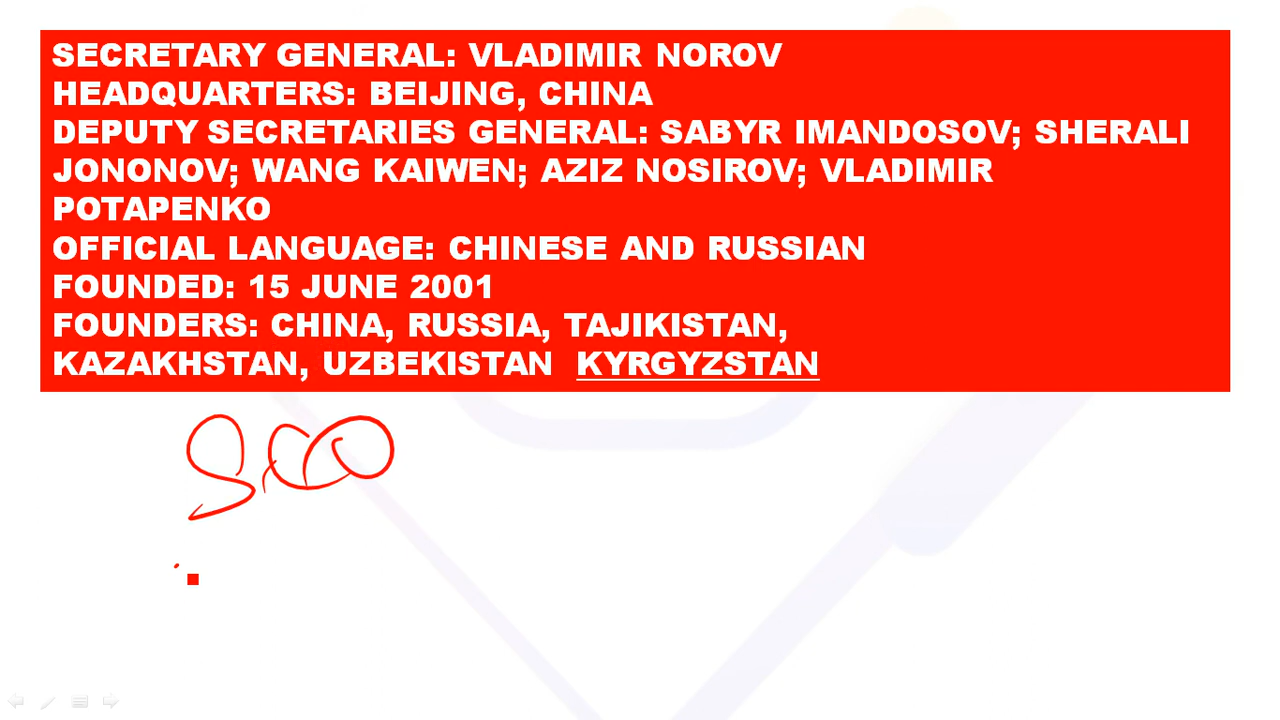 SECRETARY GENERAL: VLADIMIR NOROV
HEADQUARTERS: BEIJING, CHINA
DEPUTY SECRETARIES GENERAL: SABYR IMANDOSOV; SHERALI
JONONOV; WANG KAIWEN; AZIZ NOSIROV; VLADIMIR
POTAPENKO
OFFICIAL LANGUAGE: CHINESE AND RUSSIAN
FOUNDED: 15 JUNE 2001
FOUNDERS: CHINA, RUSSIA, TAJIKISTAN,
KAZAKHSTAN, UZBEKISTAN KYRGYZSTAN
SCO